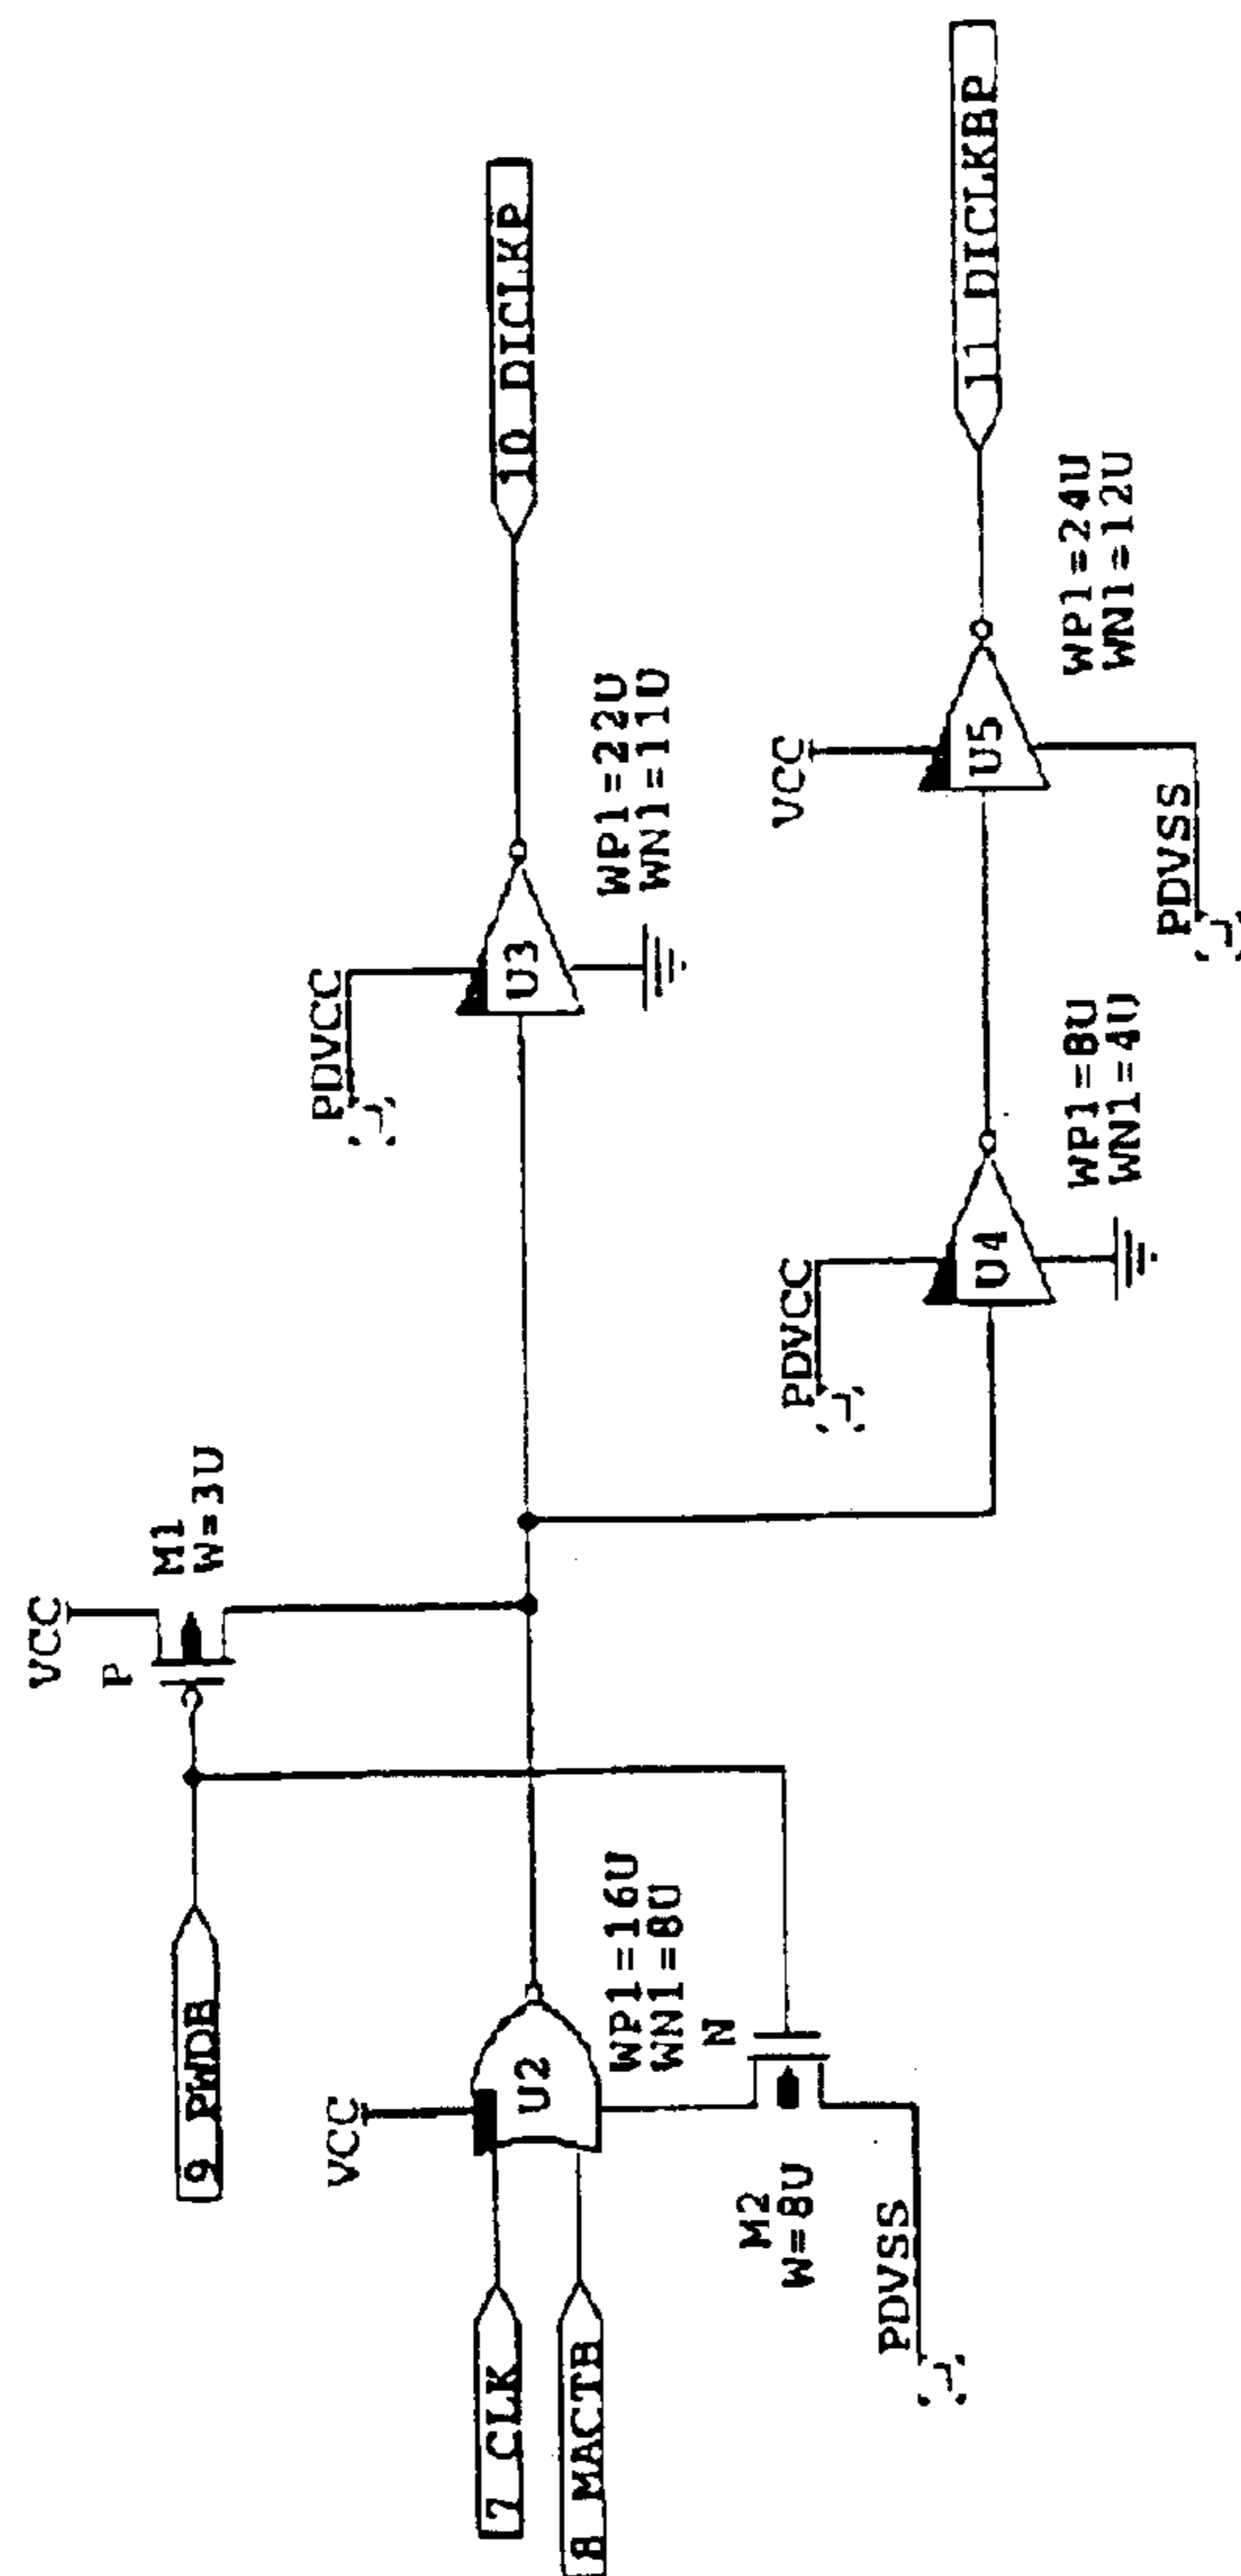 VCC
P
M1
W=3U
9 PWDB
VCC
7 CLK
8 MACTB
U2
WP1=16U
WN1=8U
N
M2
W=8U
PDVSS
PDVCC
U3
WP1=22U
WN1=11U
10 DICLKP
PDVCC
U4
WP1=8U
WN1=4U
VCC
U5
WP1=24U
WN1=12U
PDVSS
11 DICLKBP